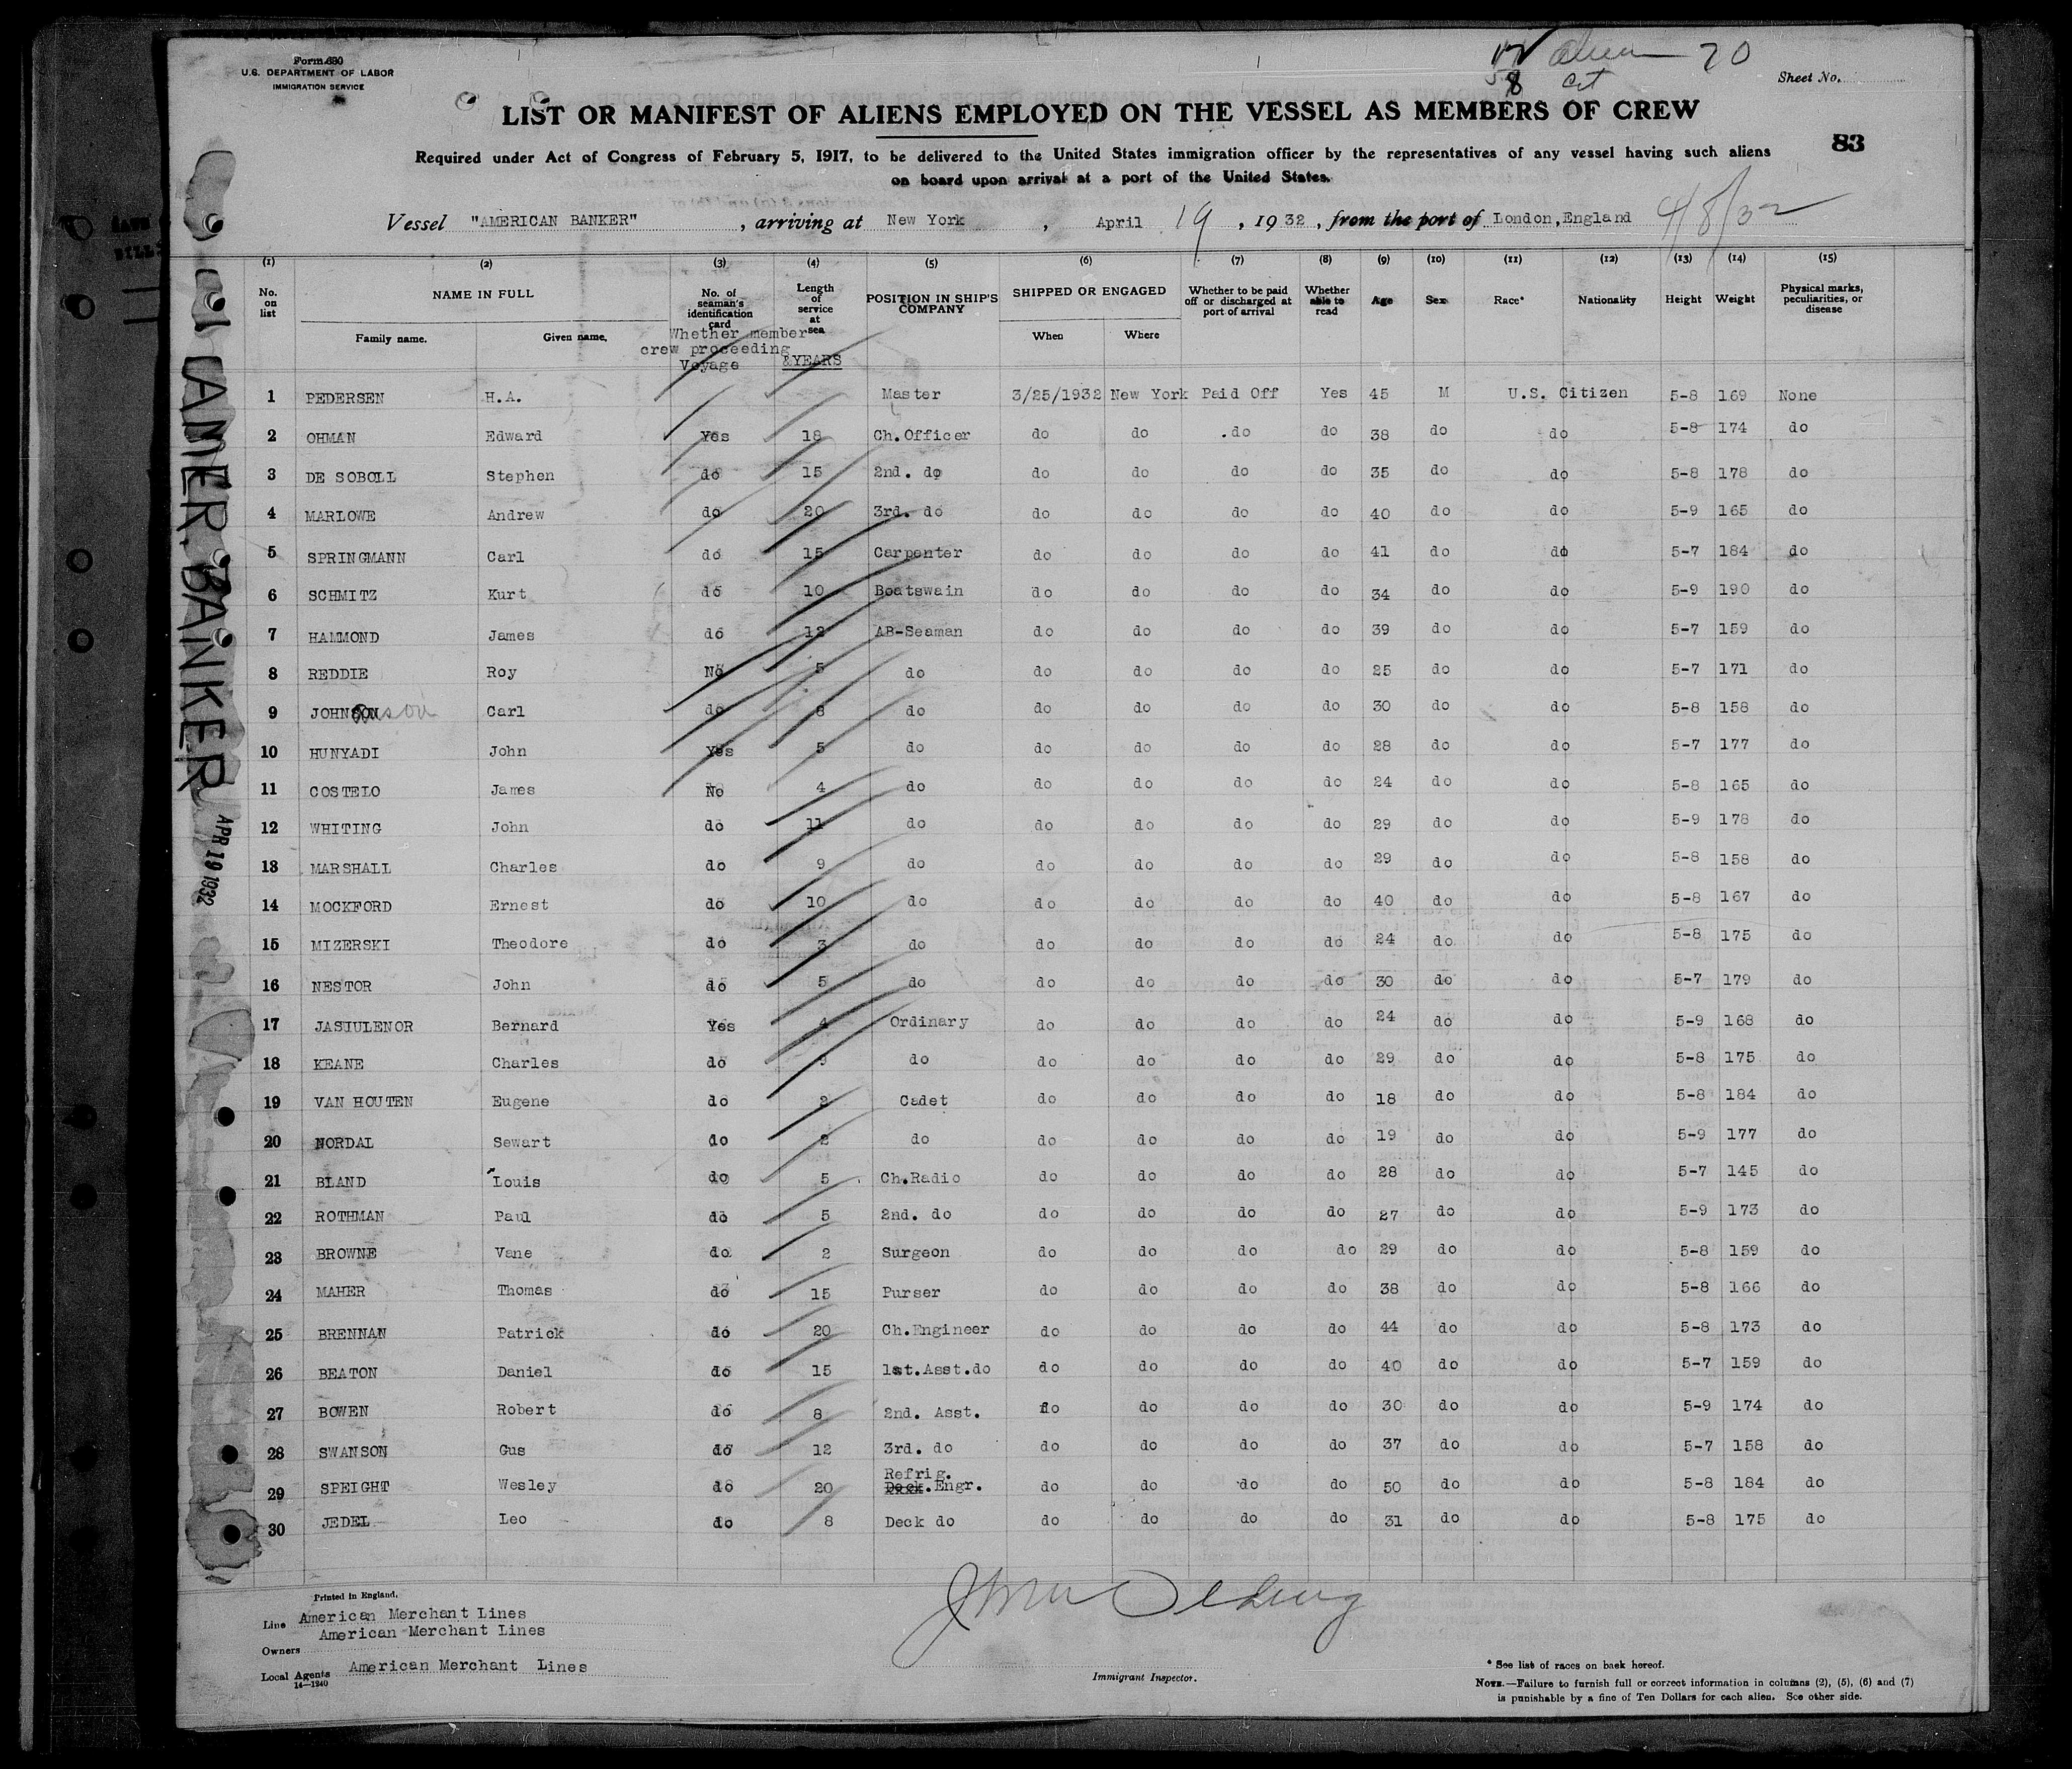 Form 630
U.S. DEPARTMENT OF LABOR
IMMIGRATION SERVICE
Alien 20
Cit
Sheet No.
LIST OR MANIFEST OF ALIENS EMPLOYED ON THE VESSEL AS MEMBERS OF CREW
83
Required under Act of Congress of February 5, 1917, to be delivered to the United States immigration officer by the representatives of any vessel having such aliens
on board upon arrival at a port of the United States.
Vessel "AMERICAN BANKER", arriving at New York, April 19, 1932, from the port of London,England 4/8/32
(1) (2) (3) (4) (5) (6) (7) (8) (9) (10) (11) (12) (13) (14) (15)
No. on list NAME IN FULL Family name. Given name. No. of seaman's identification card Whether member crew proceeding Voyage Length of service at sea &YEARS POSITION IN SHIP'S COMPANY SHIPPED OR ENGAGED When Where Whether to be paid off or discharged at port of arrival Whether able to read Age Sex Race* Nationality Height Weight Physical marks, peculiarities, or disease
1 PEDERSEN H.A. Master 3/25/1932 New York Paid Off Yes 45 M U.S. Citizen 5-8 169 None
2 OHMAN Edward Yes 18 Ch.Officer do do .do do 38 do do 5-8 174 do
3 DE SOBOLL Stephen do 15 2nd. do do do do do 35 do do 5-8 178 do
4 MARLOWE Andrew do 20 3rd. do do do do do 40 do do 5-9 165 do
5 SPRINGMANN Carl do 15 Carpenter do do do do 41 do do 5-7 184 do
6 SCHMITZ Kurt do 10 Boatswain do do do do 34 do do 5-9 190 do
7 HAMMOND James do 12 AB-Seaman do do do do 39 do do 5-7 159 do
8 REDDIE Roy No 5 do do do do do 25 do do 5-7 171 do
9 JOHNSON Carl do 8 do do do do do 30 do do 5-8 158 do
10 HUNYADI John Yes 5 do do do do do 28 do do 5-7 177 do
11 COSTELO James No 4 do do do do do 24 do do 5-8 165 do
12 WHITING John do 11 do do do do do 29 do do 5-9 178 do
13 MARSHALL Charles do 9 do do do do do 29 do do 5-8 158 do
14 MOCKFORD Ernest do 10 do do do do do 40 do do 5-8 167 do
15 MIZERSKI Theodore do 3 do do do do do 24 do do 5-8 175 do
16 NESTOR John do 5 do do do do do 30 do do 5-7 179 do
17 JASIULENOR Bernard Yes 4 Ordinary do do do do 24 do do 5-9 168 do
18 KEANE Charles do do do do do do 29 do do 5-8 175 do
19 VAN HOUTEN Eugene do 2 Cadet do do do do 18 do do 5-8 184 do
20 NORDAL Sewart do 2 do do do do do 19 do do 5-9 177 do
21 BLAND Louis do 5 Ch.Radio do do do do 28 do do 5-7 145 do
22 ROTHMAN Paul do 5 2nd. do do do do do 27 do do 5-9 173 do
23 BROWNE Vane do 2 Surgeon do do do do 29 do do 5-8 159 do
24 MAHER Thomas do 15 Purser do do do do 38 do do 5-8 166 do
25 BRENNAN Patrick do 20 Ch.Engineer do do do do 44 do do 5-8 173 do
26 BEATON Daniel do 15 1st.Asst.do do do do do 40 do do 5-7 159 do
27 BOWEN Robert do 8 2nd. Asst. do do do do 30 do do 5-9 174 do
28 SWANSON Gus do 12 3rd. do do do do do 37 do do 5-7 158 do
29 SPEIGHT Wesley do 20 Refrig. Deck.Engr. do do do do 50 do do 5-8 184 do
30 JEDEL Leo do 8 Deck do do do do do 31 do do 5-8 175 do
AMER. BANKER
APR 19 1932
Printed in England.
Line American Merchant Lines
Owners American Merchant Lines
Local Agents American Merchant Lines
14—1240
Immigrant Inspector.
* See list of races on back hereof.
NOTE.—Failure to furnish full or correct information in columns (2), (5), (6) and (7)
is punishable by a fine of Ten Dollars for each alien. See other side.